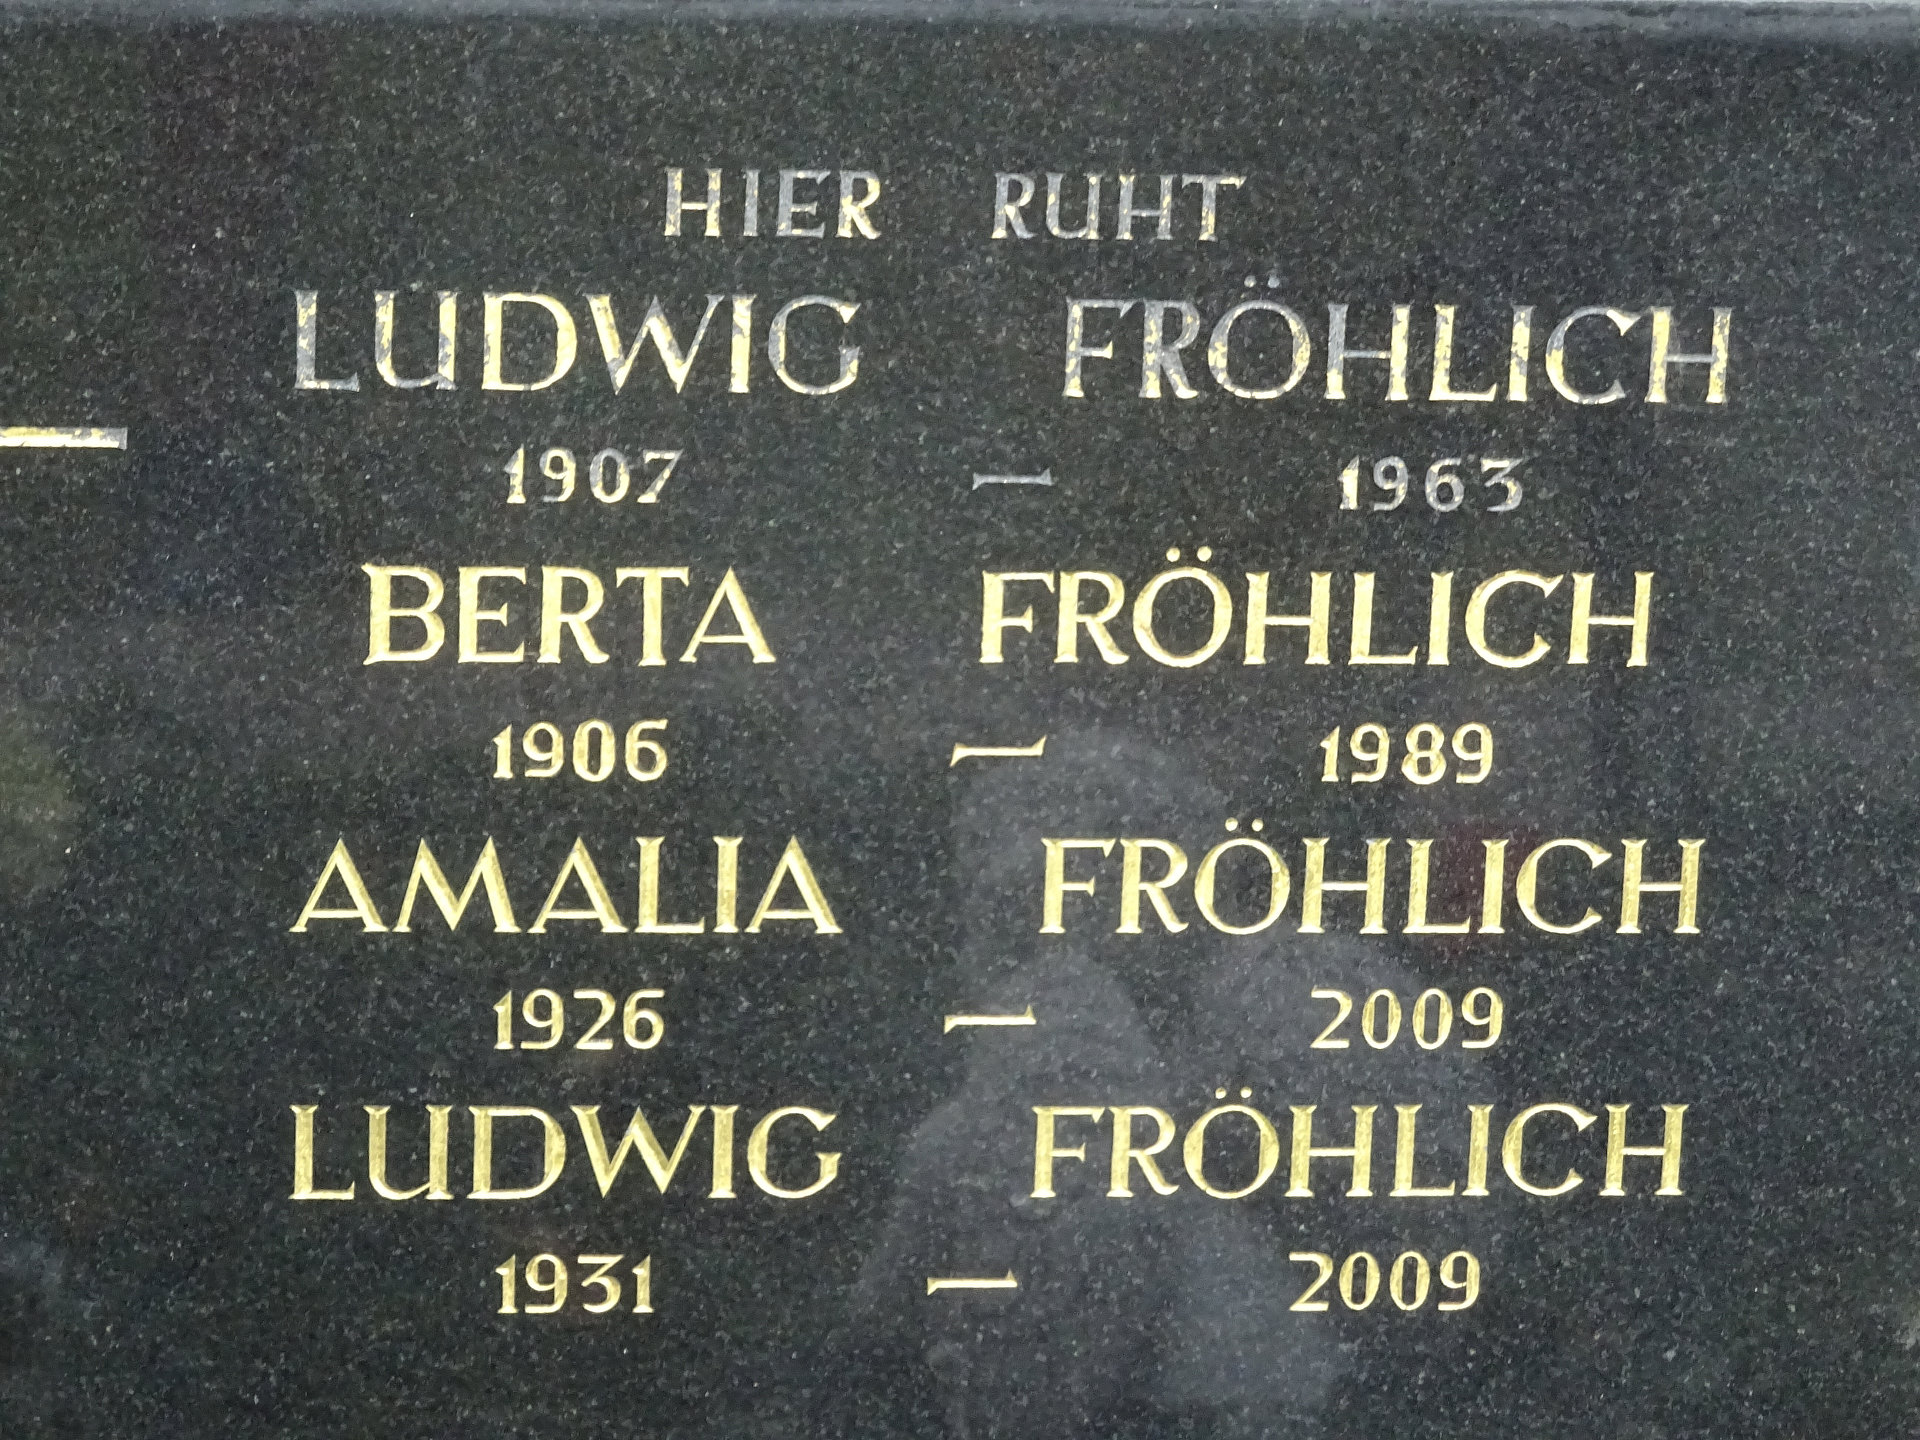 HIER RUHT
LUDWIG FRÖHLICH
1907 – 1963
BERTA FRÖHLICH
1906 – 1989
AMALIA FRÖHLICH
1926 – 2009
LUDWIG FRÖHLICH
1931 – 2009